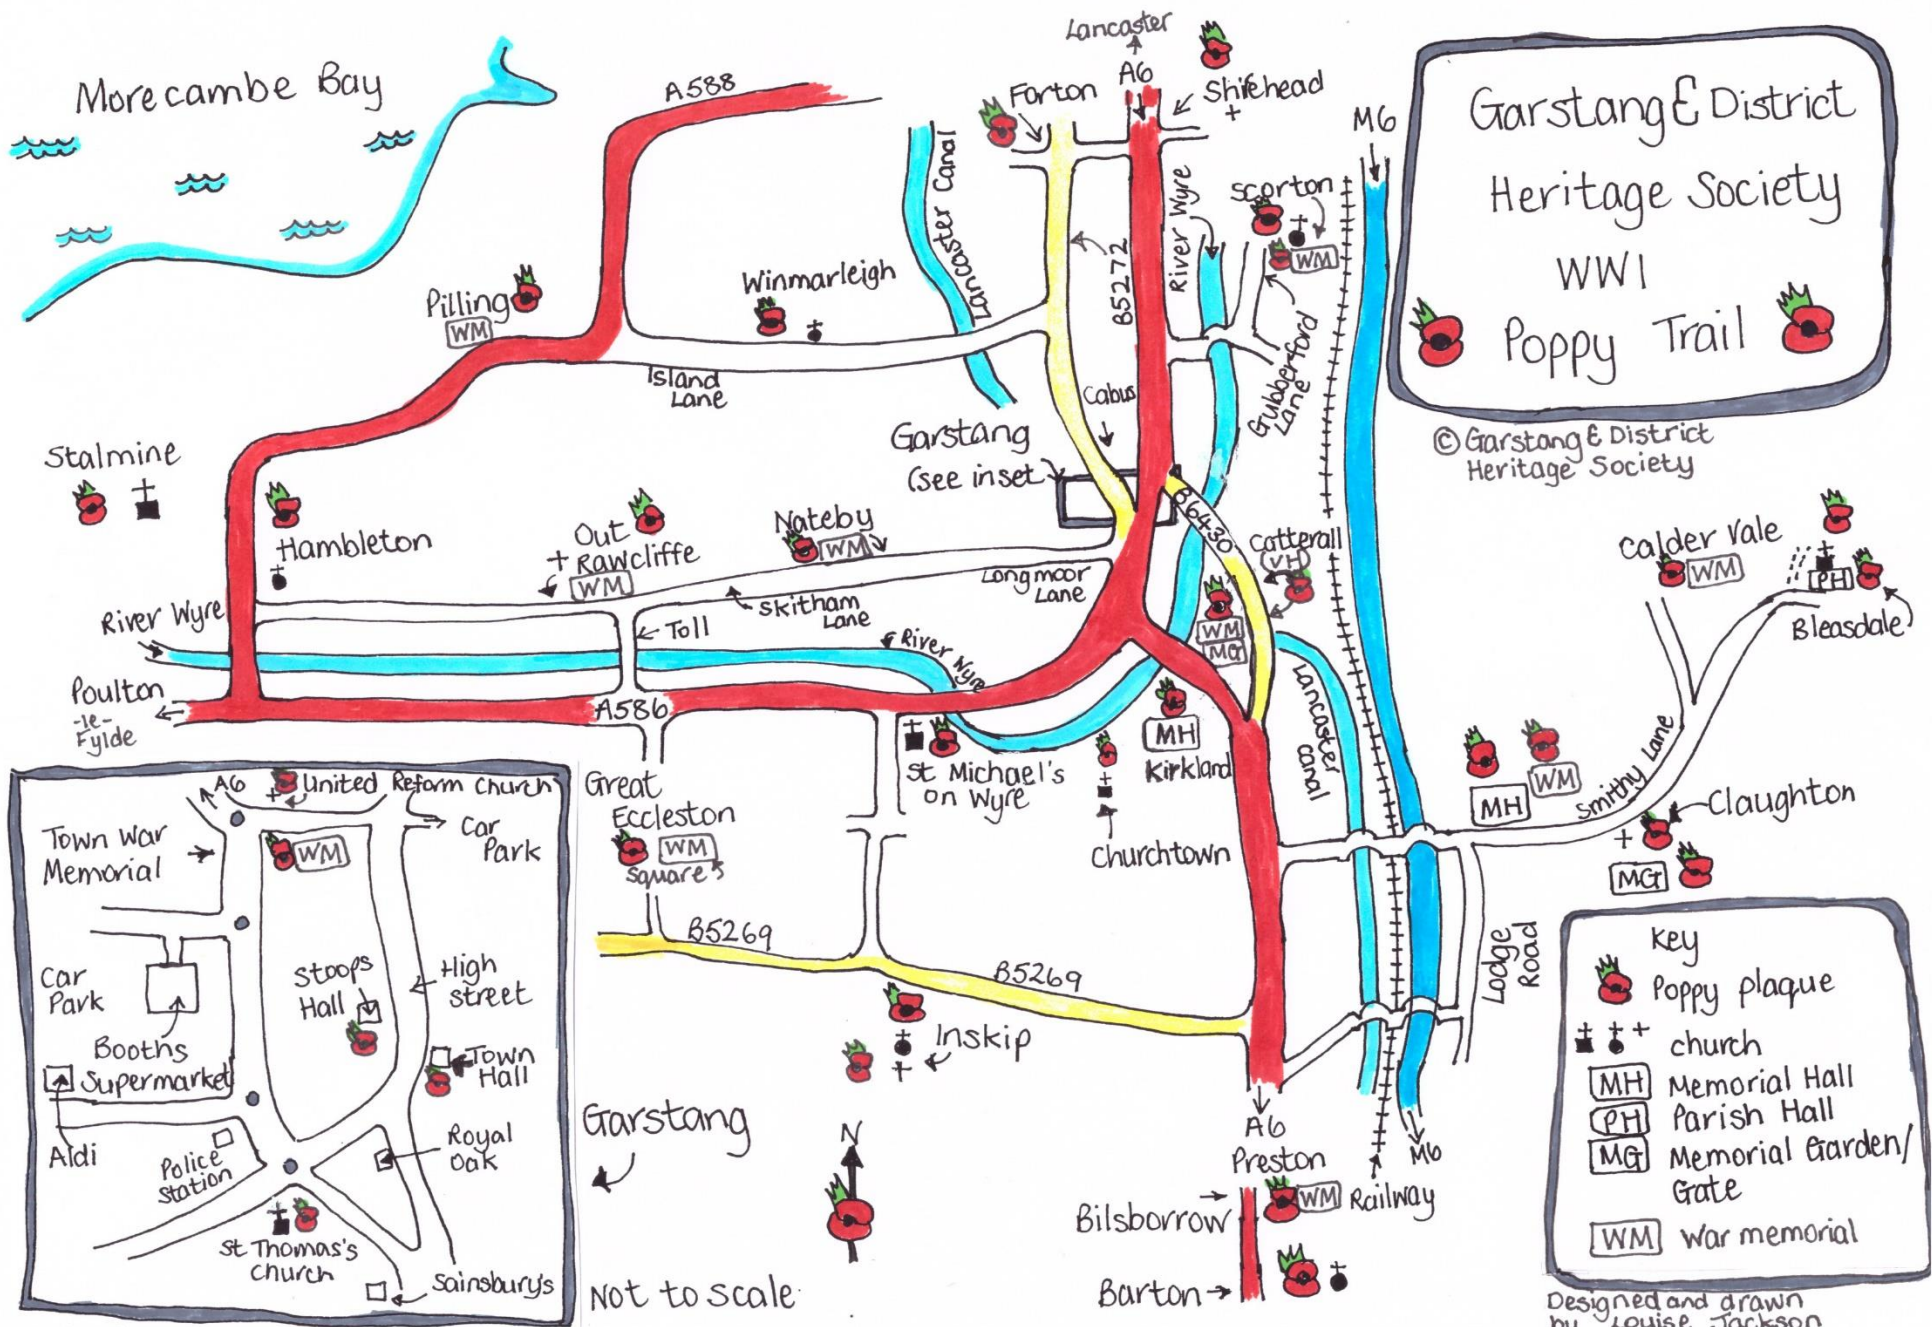 Morecambe Bay
A588
Lancaster
A6
Forton
Shirehead
M6
Garstang & District
Heritage Society
WW1
Poppy Trail
© Garstang & District
Heritage Society
Lancaster Canal
River Wyre
Scorton
WM
B5272
Gubberford
Lane
Pilling
WM
Winmarleigh
Island
Lane
Cabus
Garstang
(see inset
Stalmine
Hambleton
Out
Rawcliffe
WM
Nateby
WM
Longmoor
Lane
Skitham
Lane
B6430
Catterall
VH
WM
MG
Calder Vale
WM
PH
Bleasdale
River Wyre
Toll
River Wyre
Poulton
-le-
Fylde
A586
St Michael's
on Wyre
MH
Kirkland
Churchtown
Lancaster
Canal
MH
WM
Smithy Lane
Claughton
MG
Great
Eccleston
WM
Square
B5269
B5269
Inskip
Lodge
Road
A6
Preston
M6
Railway
Bilsborrow
WM
Barton
Garstang
N
Not to scale
A6
United Reform Church
Town War
Memorial
WM
Car
Park
Car
Park
Stoops
Hall
High
street
Booths
Supermarket
Town
Hall
Aldi
Police
Station
Royal
Oak
St Thomas's
church
Sainsbury's
Key
Poppy plaque
church
MH Memorial Hall
PH Parish Hall
MG Memorial Garden/
Gate
WM War memorial
Designed and drawn
by Louise Jackson